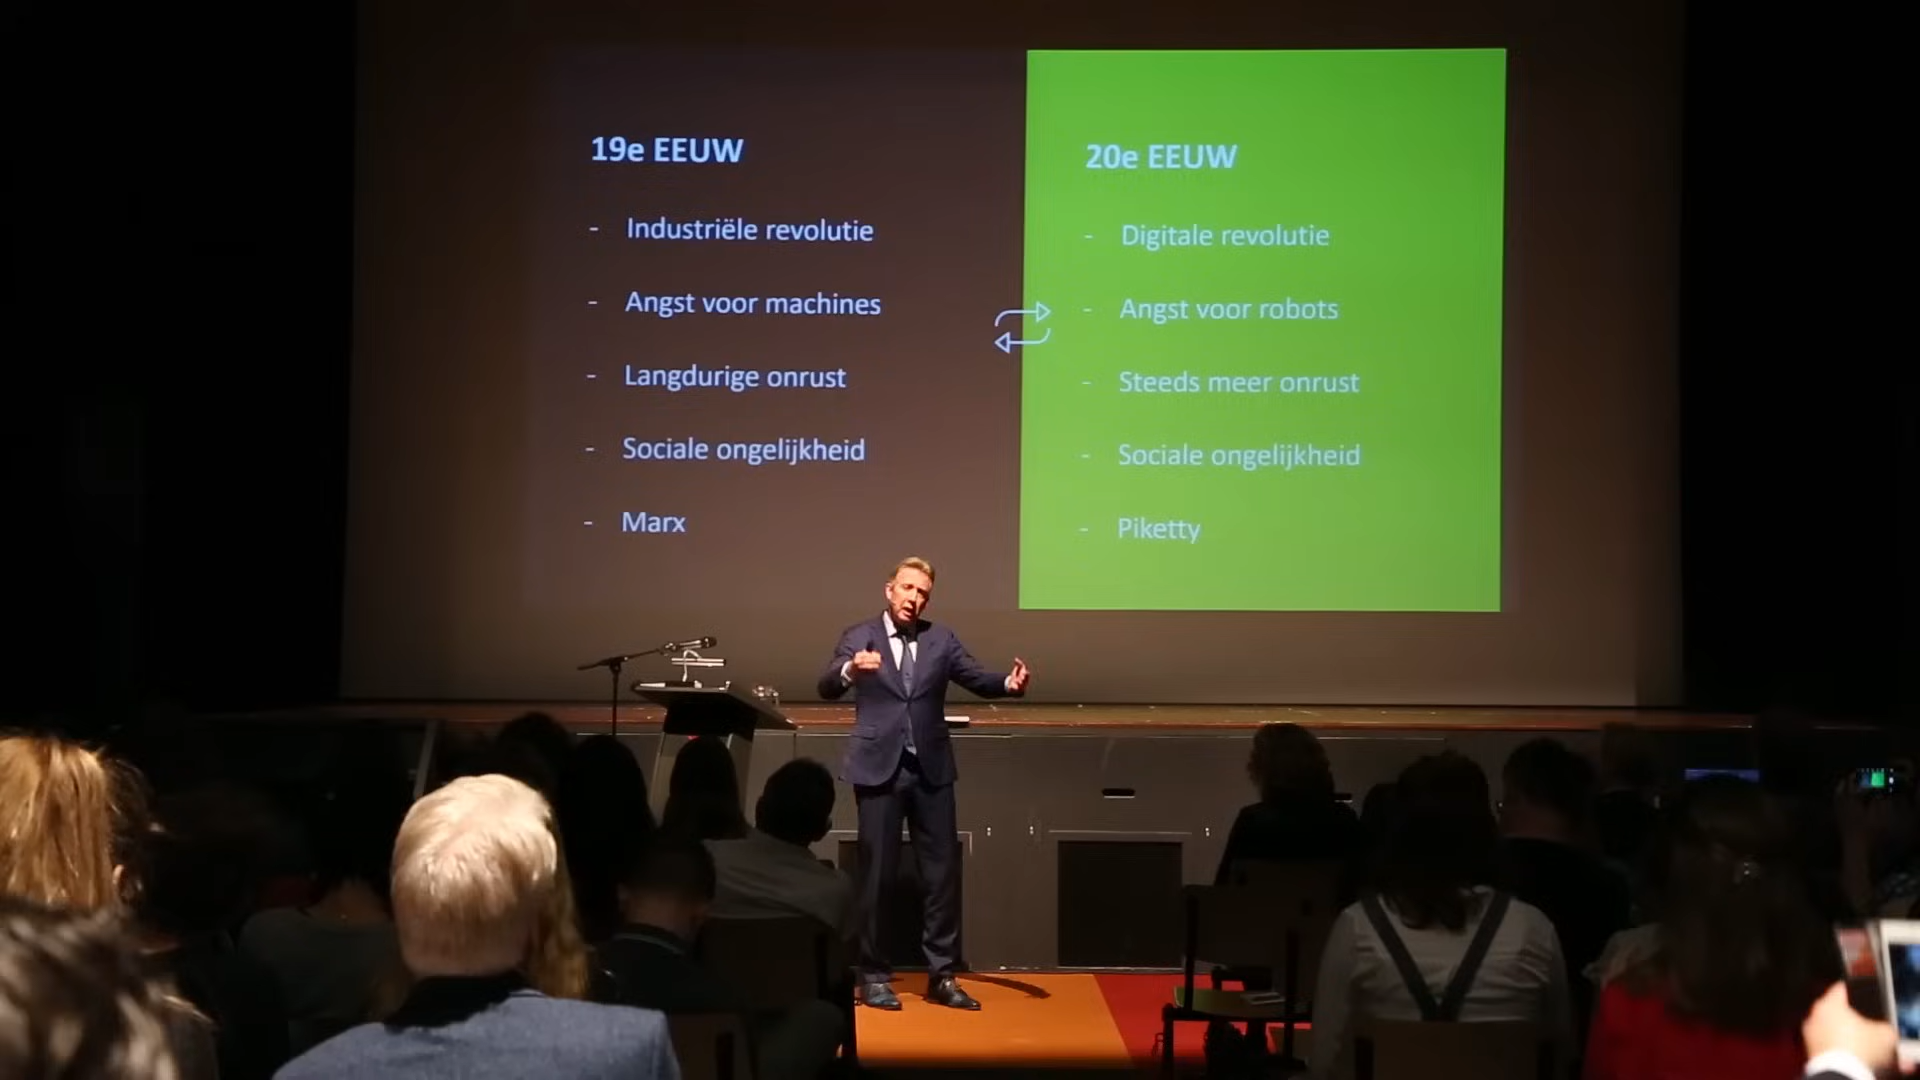 19e EEUW
- Industriële revolutie
- Angst voor machines
- Langdurige onrust
- Sociale ongelijkheid
- Marx
20e EEUW
- Digitale revolutie
- Angst voor robots
- Steeds meer onrust
- Sociale ongelijkheid
- Piketty